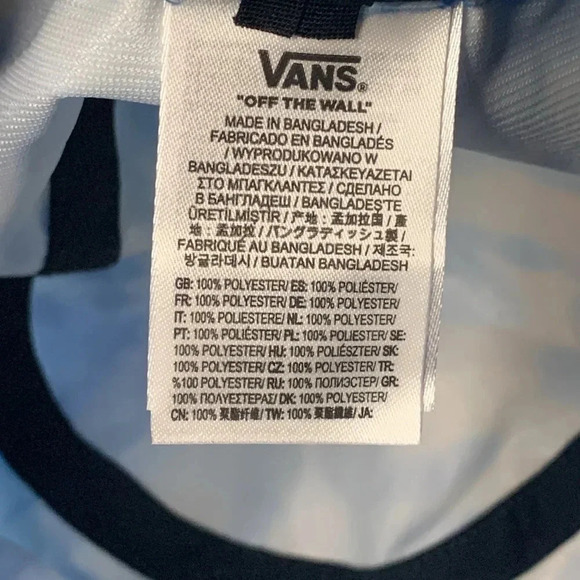 VANS®
"OFF THE WALL"
MADE IN BANGLADESH /
FABRICADO EN BANGLADÉS
/ WYPRODUKOWANO W
BANGLADESZU / ΚΑΤΑΣΚΕΥΑΖΕΤΑΙ
ΣΤΟ ΜΠΑΓΚΛΑΝΤΕΣ / СДЕЛАНО
В БАНГЛАДЕШ / BANGLADEŞ'TE
ÜRETİLMİŞTİR / 产地 : 孟加拉国 / 產
地 : 孟加拉 / バングラディッシュ製 /
FABRIQUÉ AU BANGLADESH / 제조국:
방글라데시 / BUATAN BANGLADESH
GB: 100% POLYESTER/ ES: 100% POLIÉSTER/
FR: 100% POLYESTER/ DE: 100% POLYESTER/
IT: 100% POLIESTERE/ NL: 100% POLYESTER/
PT: 100% POLIÉSTER/ PL: 100% POLIESTER/ SE:
100% POLYESTER/ HU: 100% POLIÉSZTER/ SK:
100% POLYESTER/ CZ: 100% POLYESTER/ TR:
%100 POLYESTER/ RU: 100% ПОЛИЭСТЕР/ GR:
100% ΠΟΛΥΕΣΤΕΡΑΣ/ DK: 100% POLYESTER/
CN: 100% 聚酯纤维/ TW: 100% 聚酯纖維/ JA: